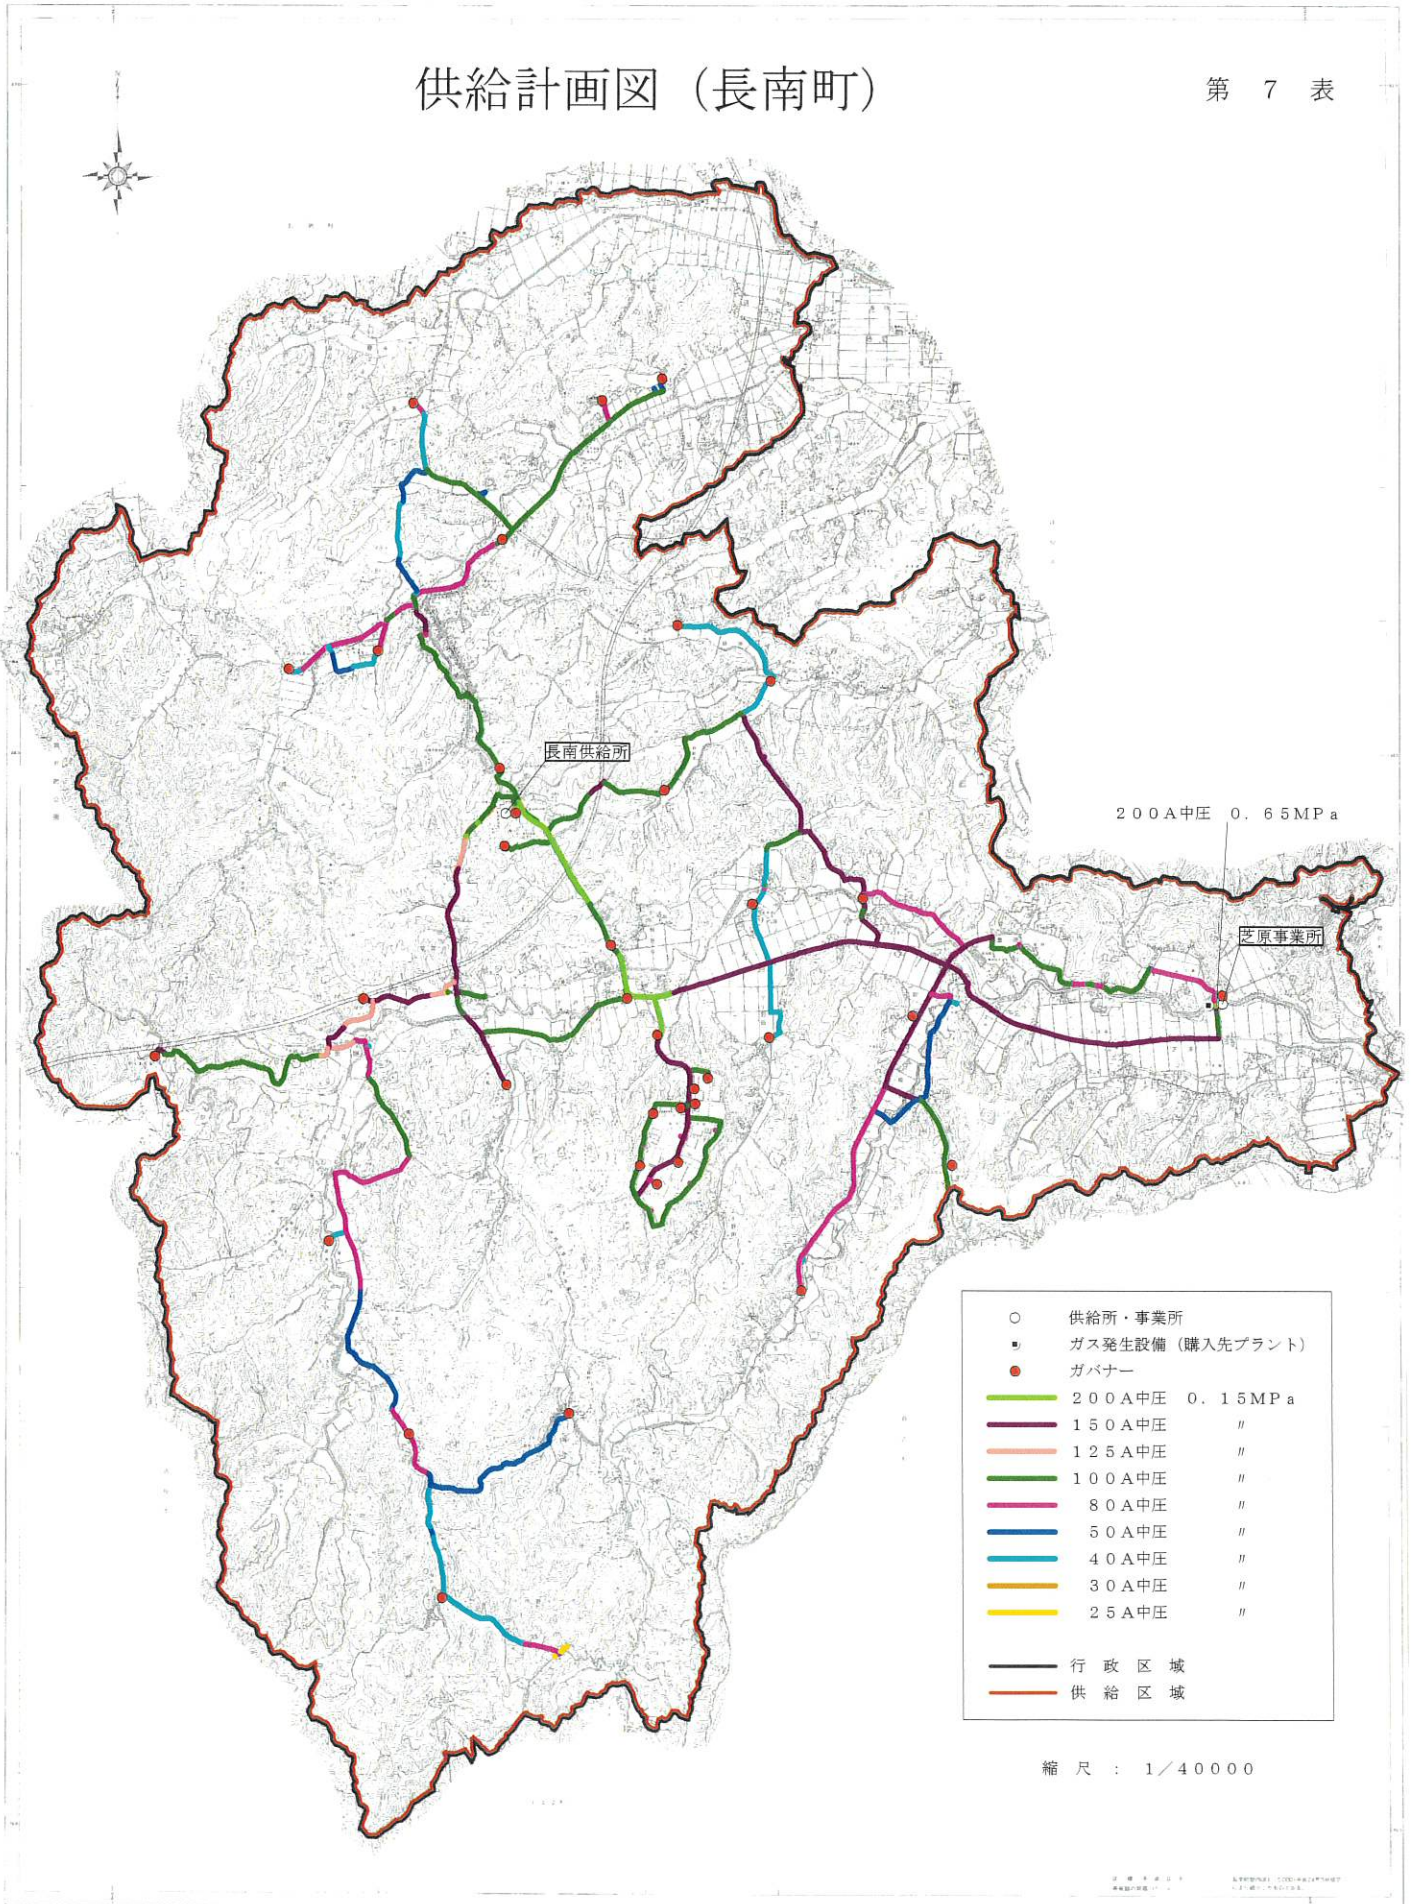 供給計画図（長南町）
第　７　表
長南供給所
２００Ａ中圧　０．６５ＭＰａ
芝原事業所
供給所・事業所
ガス発生設備（購入先プラント）
ガバナー
２００Ａ中圧　０．１５ＭＰａ
１５０Ａ中圧　〃
１２５Ａ中圧　〃
１００Ａ中圧　〃
８０Ａ中圧　〃
５０Ａ中圧　〃
４０Ａ中圧　〃
３０Ａ中圧　〃
２５Ａ中圧　〃
行　政　区　域
供　給　区　域
縮　尺　：　１／４００００